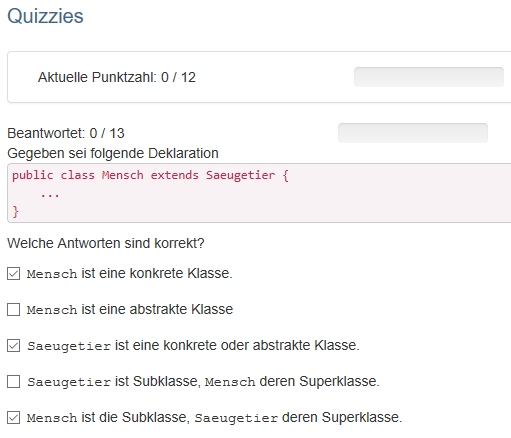 Quizzies
Aktuelle Punktzahl: 0 / 12
Beantwortet: 0 / 13
Gegeben sei folgende Deklaration
public class Mensch extends Saeugetier {
...
}
Welche Antworten sind korrekt?
Mensch ist eine konkrete Klasse.
Mensch ist eine abstrakte Klasse
Saeugetier ist eine konkrete oder abstrakte Klasse.
Saeugetier ist Subklasse, Mensch deren Superklasse.
Mensch ist die Subklasse, Saeugetier deren Superklasse.